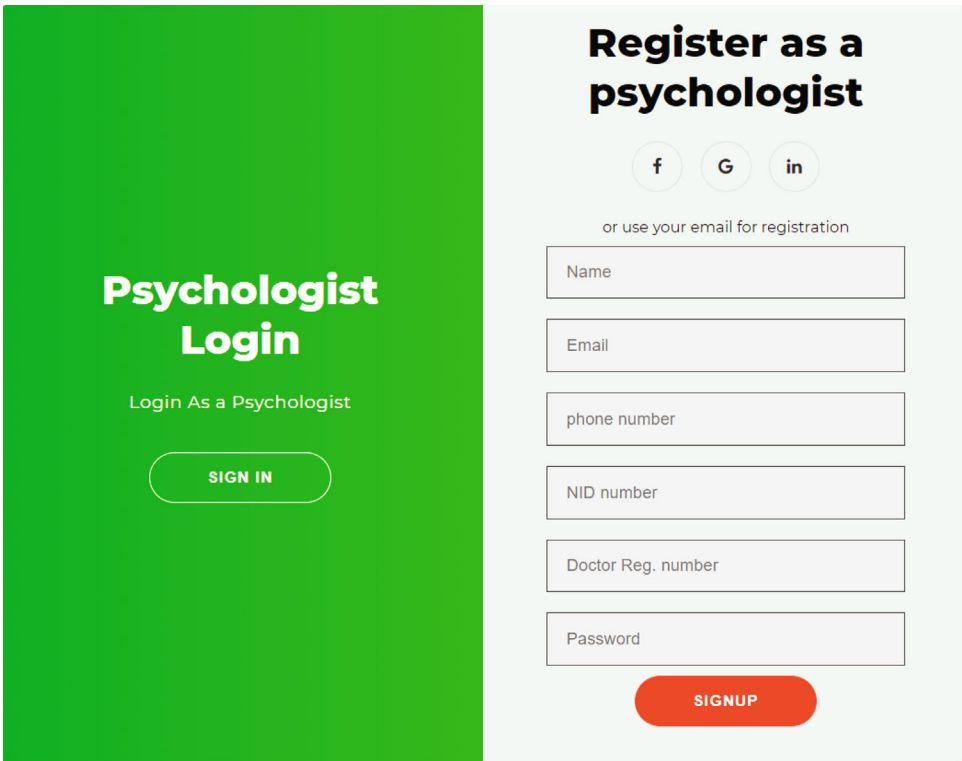 Psychologist
Login
Login As a Psychologist
SIGN IN
Register as a
psychologist
f G in
or use your email for registration
Name
Email
phone number
NID number
Doctor Reg. number
Password
SIGNUP